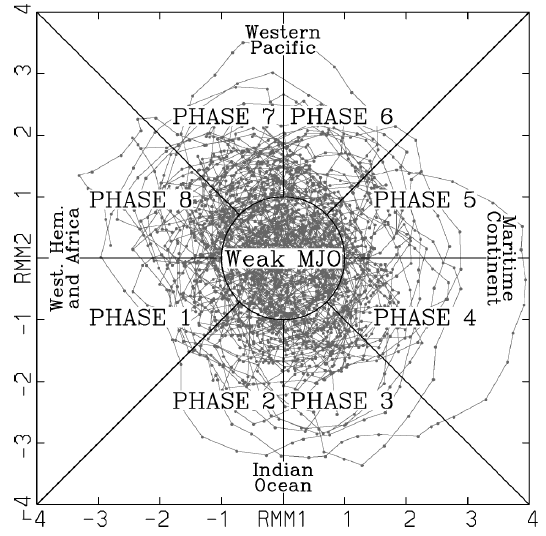 4
Western
Pacific
3
PHASE 7
PHASE 6
2
1
PHASE 8
PHASE 5
RMM2
0
West. Hem.
and Africa
Weak MJO
Maritime
Continent
-1
PHASE 1
PHASE 4
-2
PHASE 2
PHASE 3
-3
Indian
Ocean
-4
-4 -3 -2 -1 RMM1 1 2 3 4